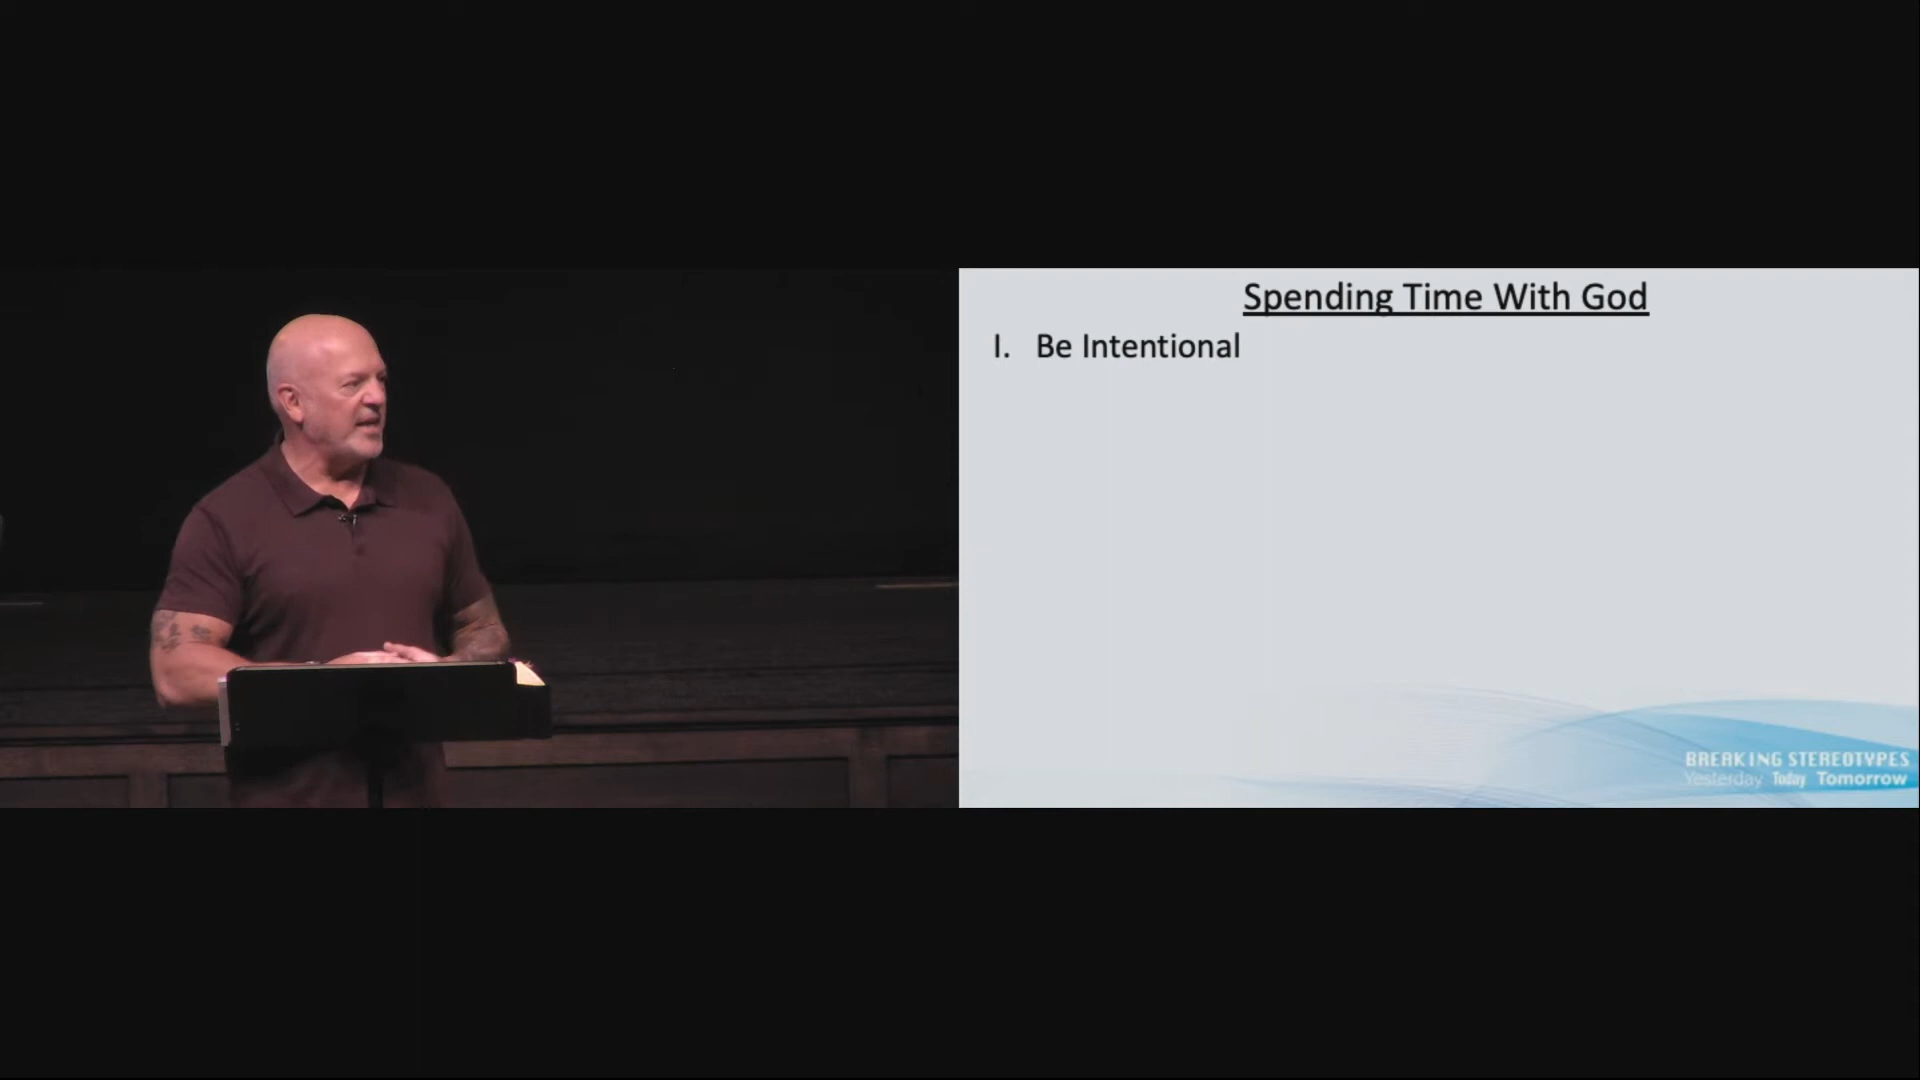 Spending Time With God
I. Be Intentional
BREAKING STEREOTYPES
Yesterday Today Tomorrow